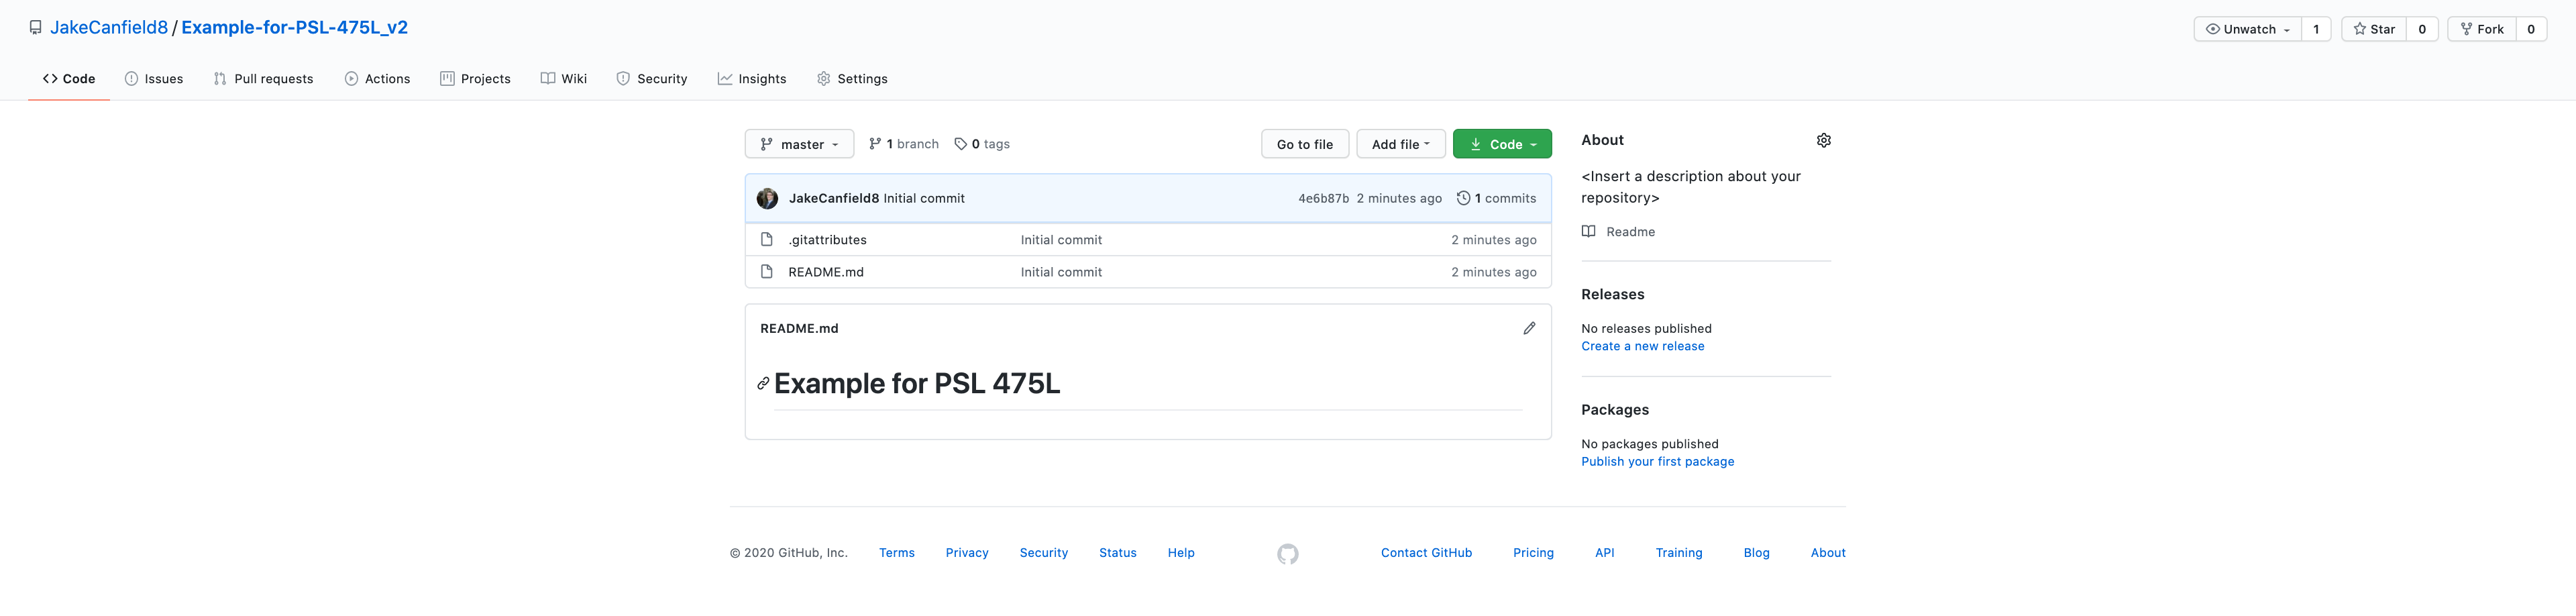 JakeCanfield8 / Example-for-PSL-475L_v2
Unwatch 1 Star 0 Fork 0
Code Issues Pull requests Actions Projects Wiki Security Insights Settings
master 1 branch 0 tags Go to file Add file Code
JakeCanfield8 Initial commit 4e6b87b 2 minutes ago 1 commits
.gitattributes Initial commit 2 minutes ago
README.md Initial commit 2 minutes ago
README.md
Example for PSL 475L
About
<Insert a description about your
repository>
Readme
Releases
No releases published
Create a new release
Packages
No packages published
Publish your first package
© 2020 GitHub, Inc. Terms Privacy Security Status Help Contact GitHub Pricing API Training Blog About